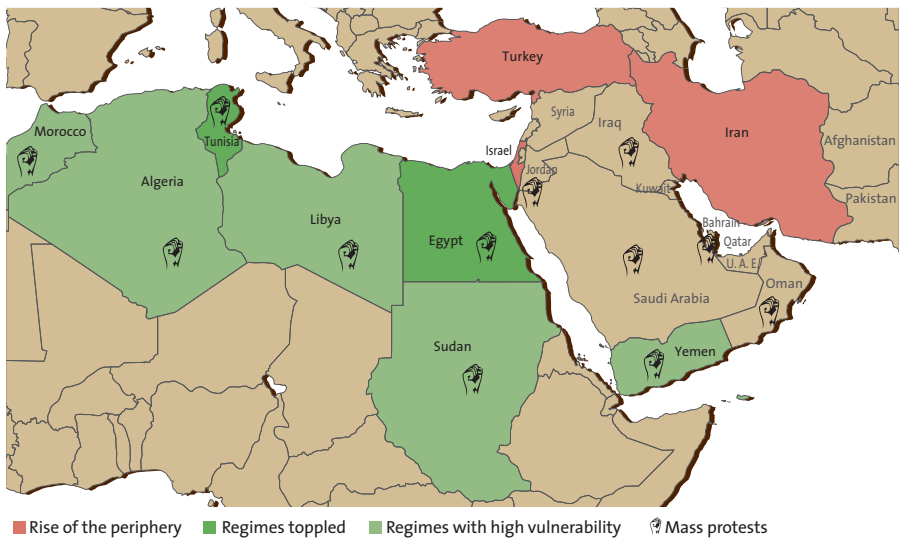 Turkey
Morocco
Tunisia
Algeria
Libya
Egypt
Sudan
Israel
Syria
Iraq
Jordan
Kuwait
Iran
Afghanistan
Pakistan
Bahrain
Qatar
U. A. E.
Oman
Saudi Arabia
Yemen
Rise of the periphery
Regimes toppled
Regimes with high vulnerability
Mass protests